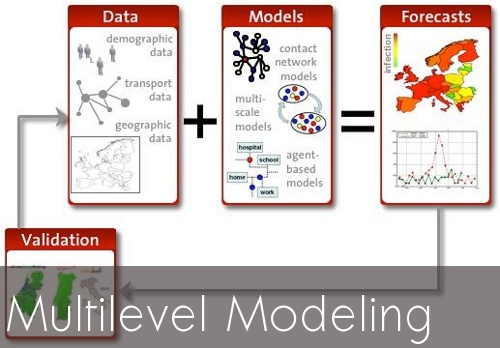 Data
demographic
data
transport
data
geographic
data
+
Models
contact
network
models
multi-
scale
models
hospital
school
home
work
agent-
based
models
=
Forecasts
infection
Validation
Multilevel Modeling